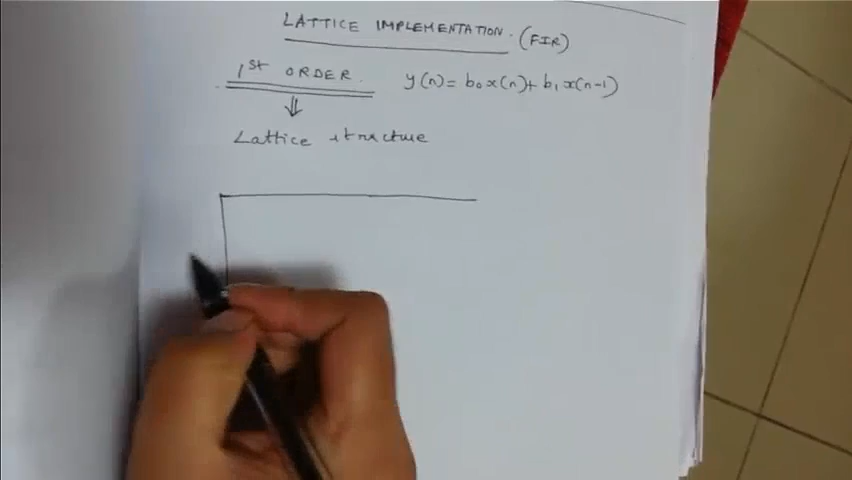 LATTICE IMPLEMENTATION. (FIR)
1st ORDER. y(n) = b0 x(n) + b1 x(n-1)
Lattice structure